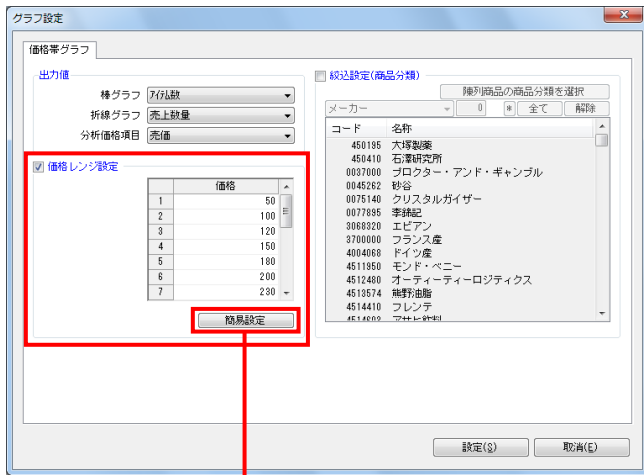 グラフ設定
価格帯グラフ
出力値
棒グラフ アイテム数
折線グラフ 売上数量
分析価格項目 売価
価格レンジ設定
価格
1 50
2 100
3 120
4 150
5 180
6 200
7 230
簡易設定
絞込設定(商品分類)
陳列商品の商品分類を選択
メーカー 0 * 全て 解除
コード 名称
450195 大塚製薬
450410 石澤研究所
0037000 プロクター・アンド・ギャンブル
0045262 砂谷
0075140 クリスタルガイザー
0077895 李錦記
3068320 エビアン
3700000 フランス産
4004068 ドイツ産
4511950 モンド・ペニー
4512480 オーティーティーロジティクス
4513574 熊野油脂
4514410 フレンテ
4514603 アサヒ飲料
設定(S)
取消(E)